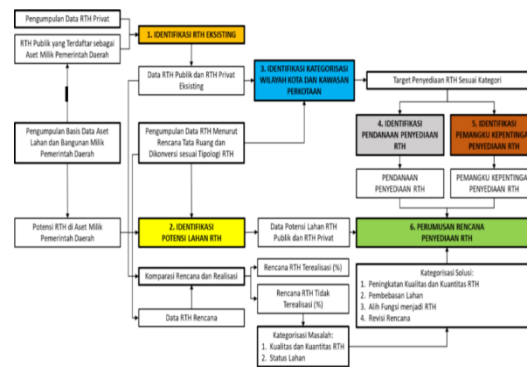 Pengumpulan Data RTH Privat
RTH Publik yang Terdaftar sebagai
Aset Milik Pemerintah Daerah
1. IDENTIFIKASI RTH EKSISTING
Data RTH Publik dan RTH Privat
Eksisting
3. IDENTIFIKASI KATEGORISASI
WILAYAH KOTA DAN KAWASAN
PERKOTAAN
Target Penyediaan RTH Sesuai Kategori
4. IDENTIFIKASI
PENDANAAN PENYEDIAAN
RTH
5. IDENTIFIKASI
PEMANGKU KEPENTINGA
PENYEDIAAN RTH
Pengumpulan Basis Data Aset
Lahan dan Bangunan Milik
Pemerintah Daerah
Pengumpulan Data RTH Menurut
Rencana Tata Ruang dan
Dikonversi sesuai Tipologi RTH
PENDANAAN
PENYEDIAAN RTH
PEMANGKU KEPENTINGA
PENYEDIAAN RTH
Potensi RTH di Aset Milik
Pemerintah Daerah
2. IDENTIFIKASI
POTENSI LAHAN RTH
Data Potensi Lahan RTH
Publik dan RTH Privat
6. PERUMUSAN RENCANA
PENYEDIAAN RTH
Komparasi Rencana dan Realisasi
Rencana RTH Terealisasi (%)
Rencana RTH Tidak
Terealisasi (%)
Data RTH Rencana
Kategorisasi Masalah:
1. Kualitas dan Kuantitas RTH
2. Status Lahan
Kategorisasi Solusi:
1. Peningkatan Kualitas dan Kuantitas RTH
2. Pembebasan Lahan
3. Alih Fungsi menjadi RTH
4. Revisi Rencana